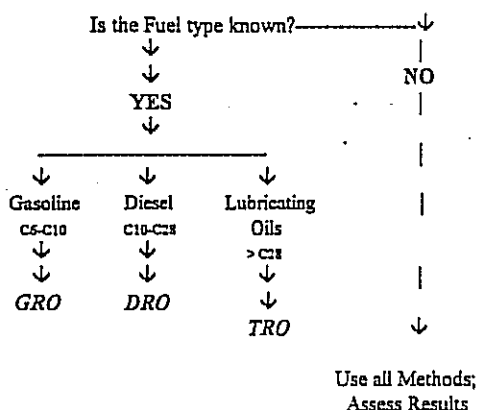 Is the Fuel type known?
NO
YES
Gasoline Diesel Lubricating
C6-C10 C10-C28 Oils
>C28
GRO DRO
TRO
Use all Methods;
Assess Results